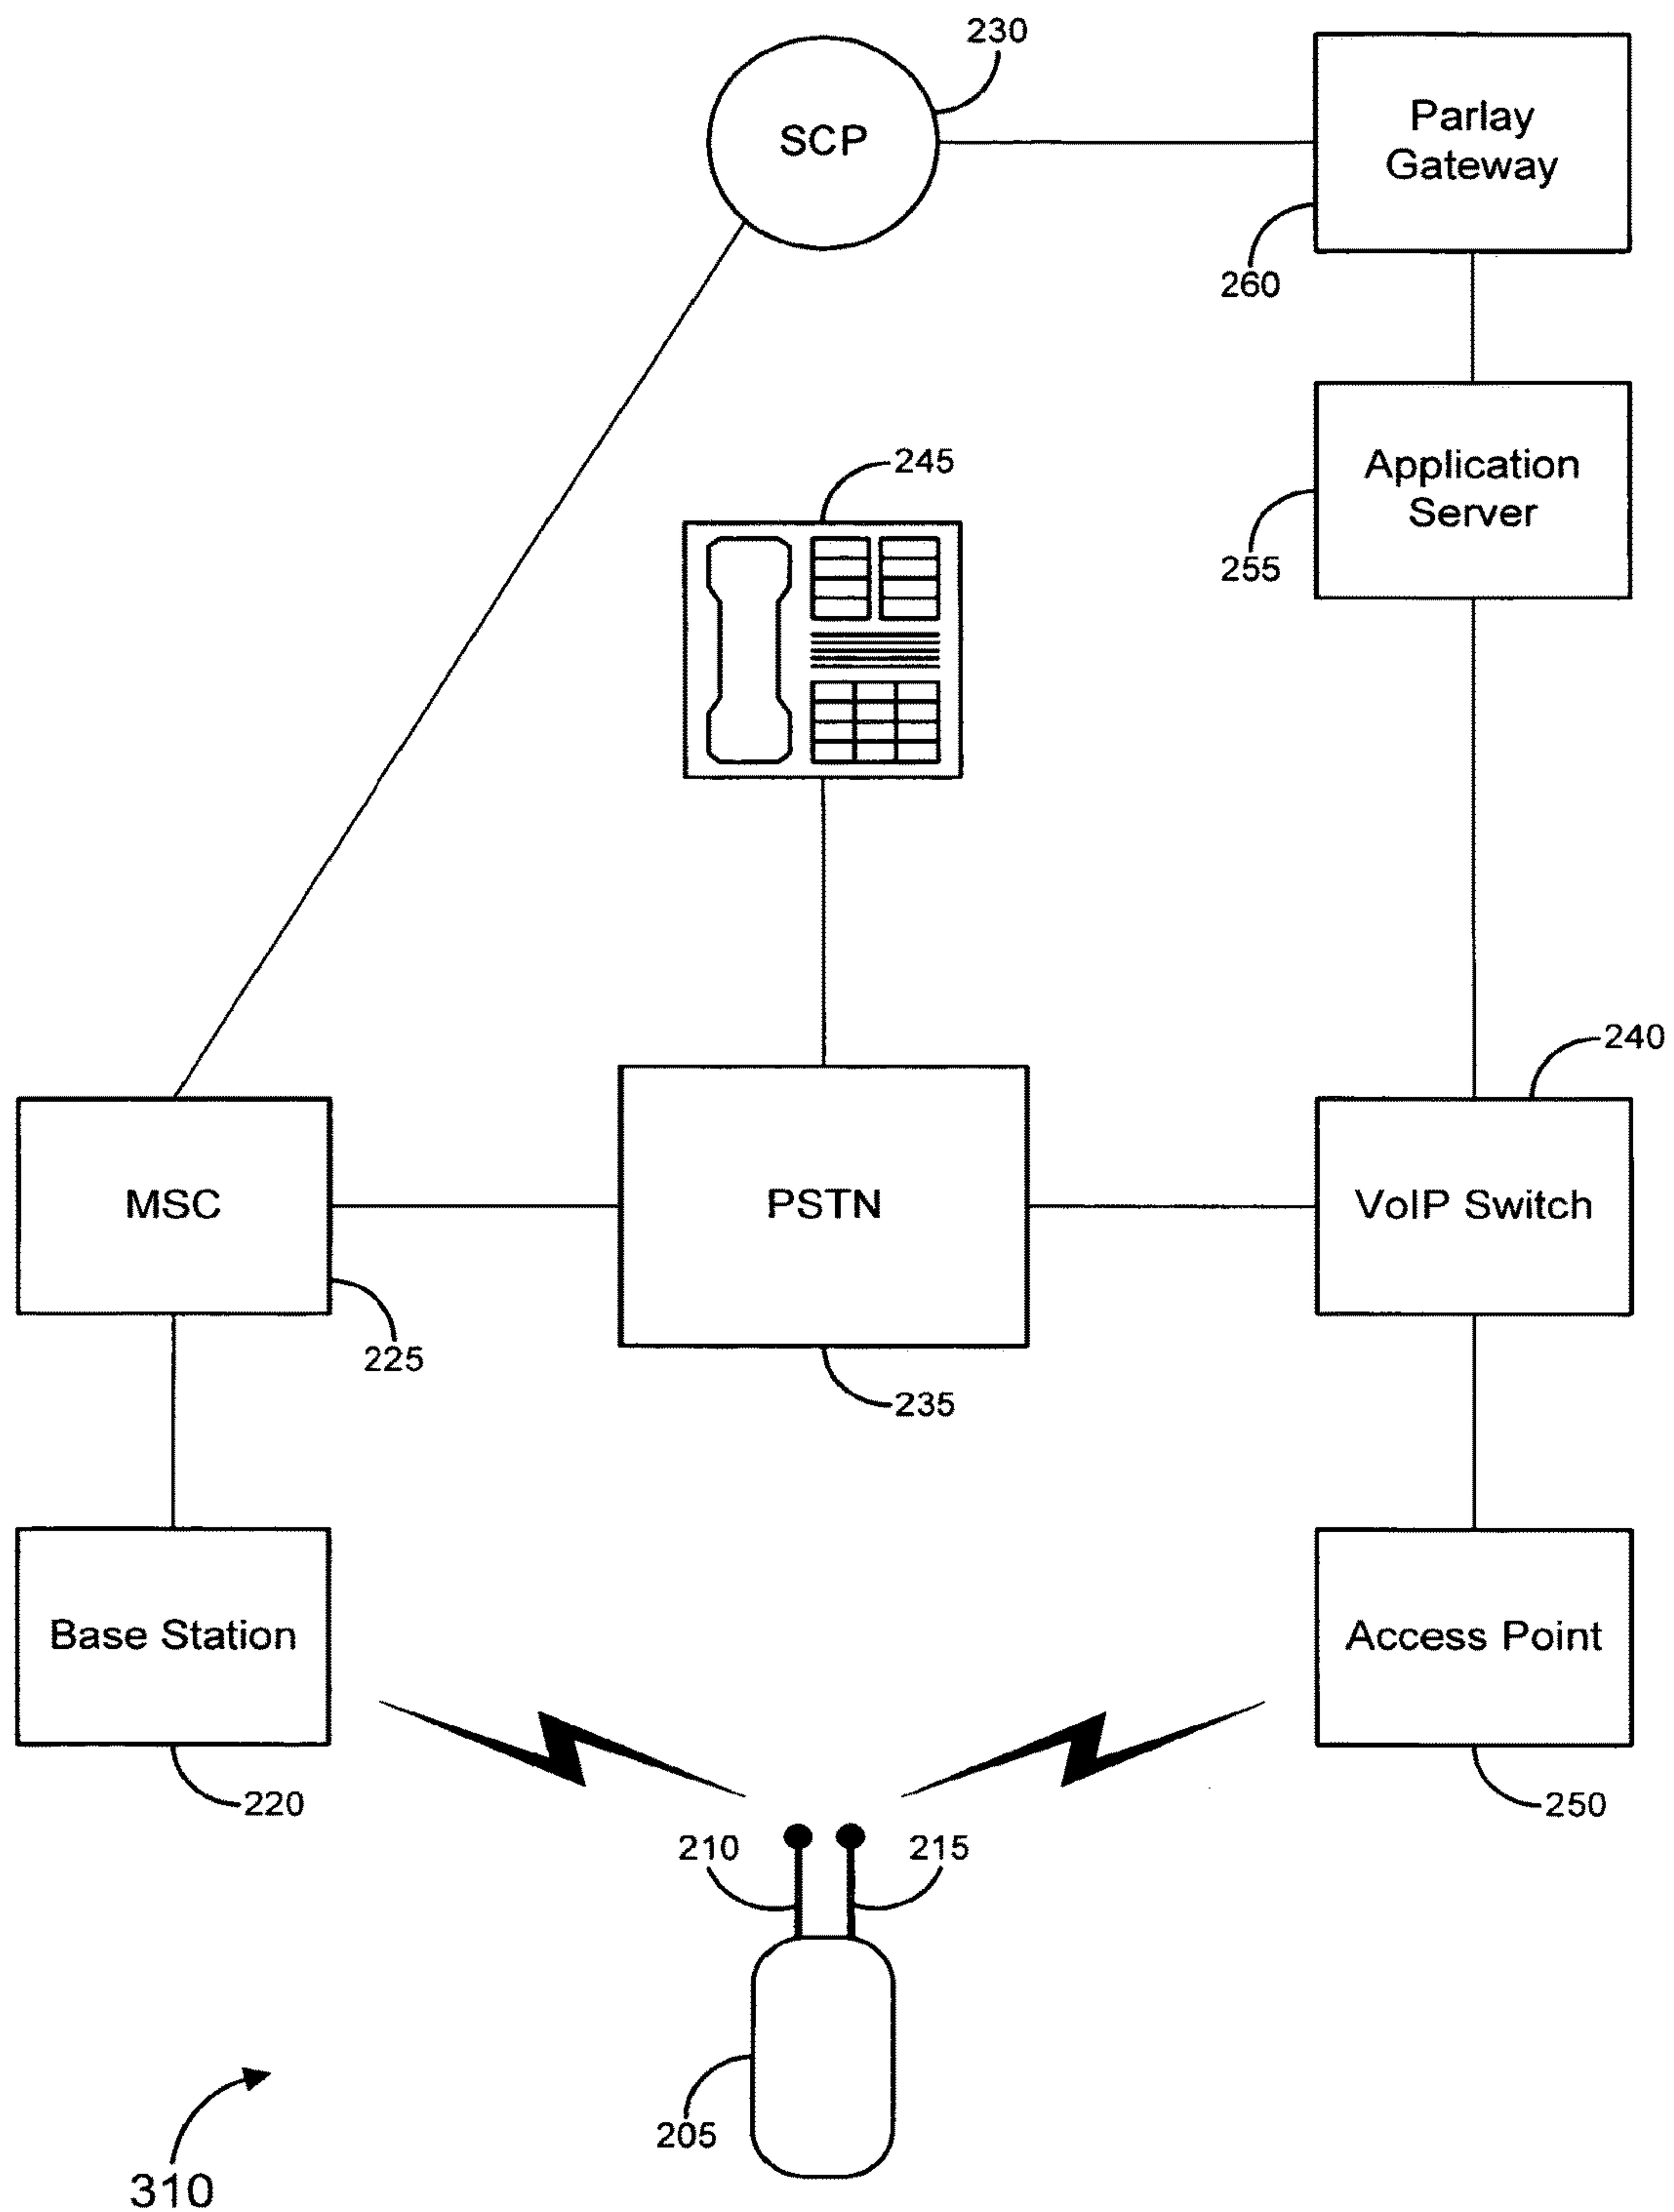 230
SCP
Parlay
Gateway
260
245
Application
Server
255
240
MSC
PSTN
VoIP Switch
225
235
Base Station
Access Point
220
250
210
215
205
310